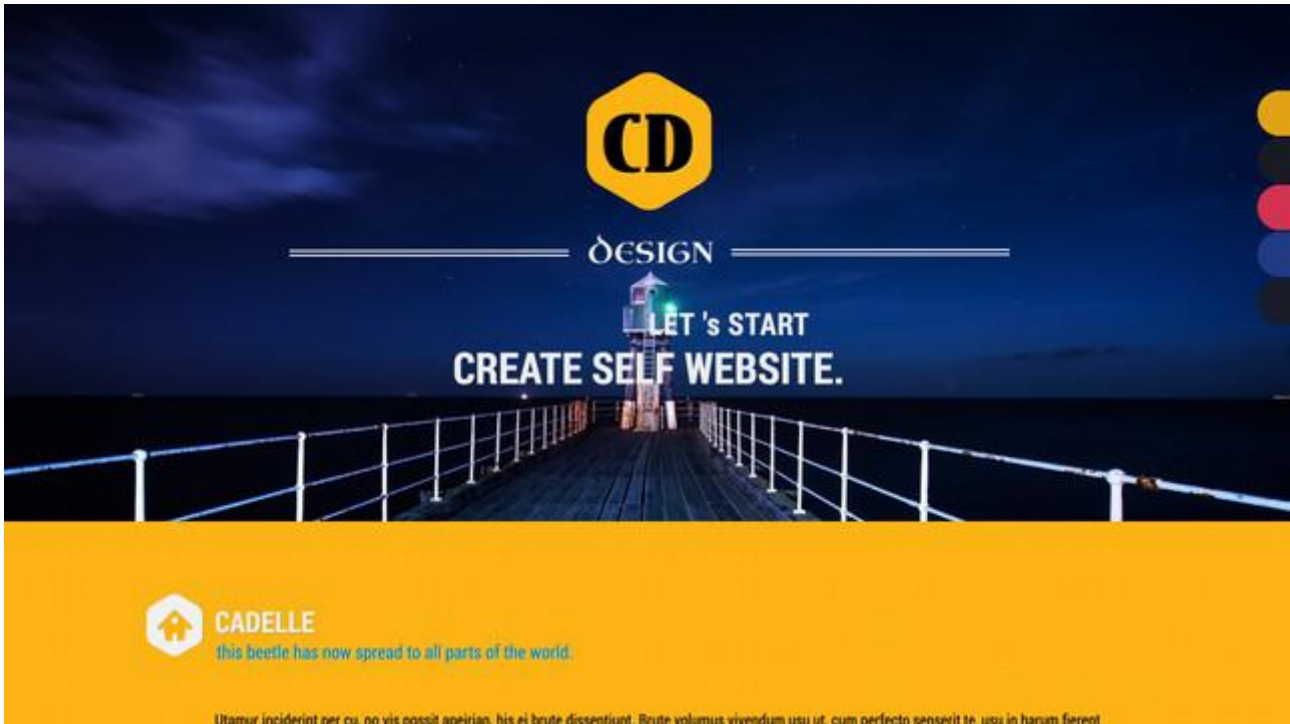 CD
DESIGN
LET 's START
CREATE SELF WEBSITE.
CADELLE
this beetle has now spread to all parts of the world.
Utamur inciderint per cu, no vis possit apeirian, his ei brute dissentiunt. Brute volumus vivendum usu ut, cum perfecto senserit te, usu in harum fierent